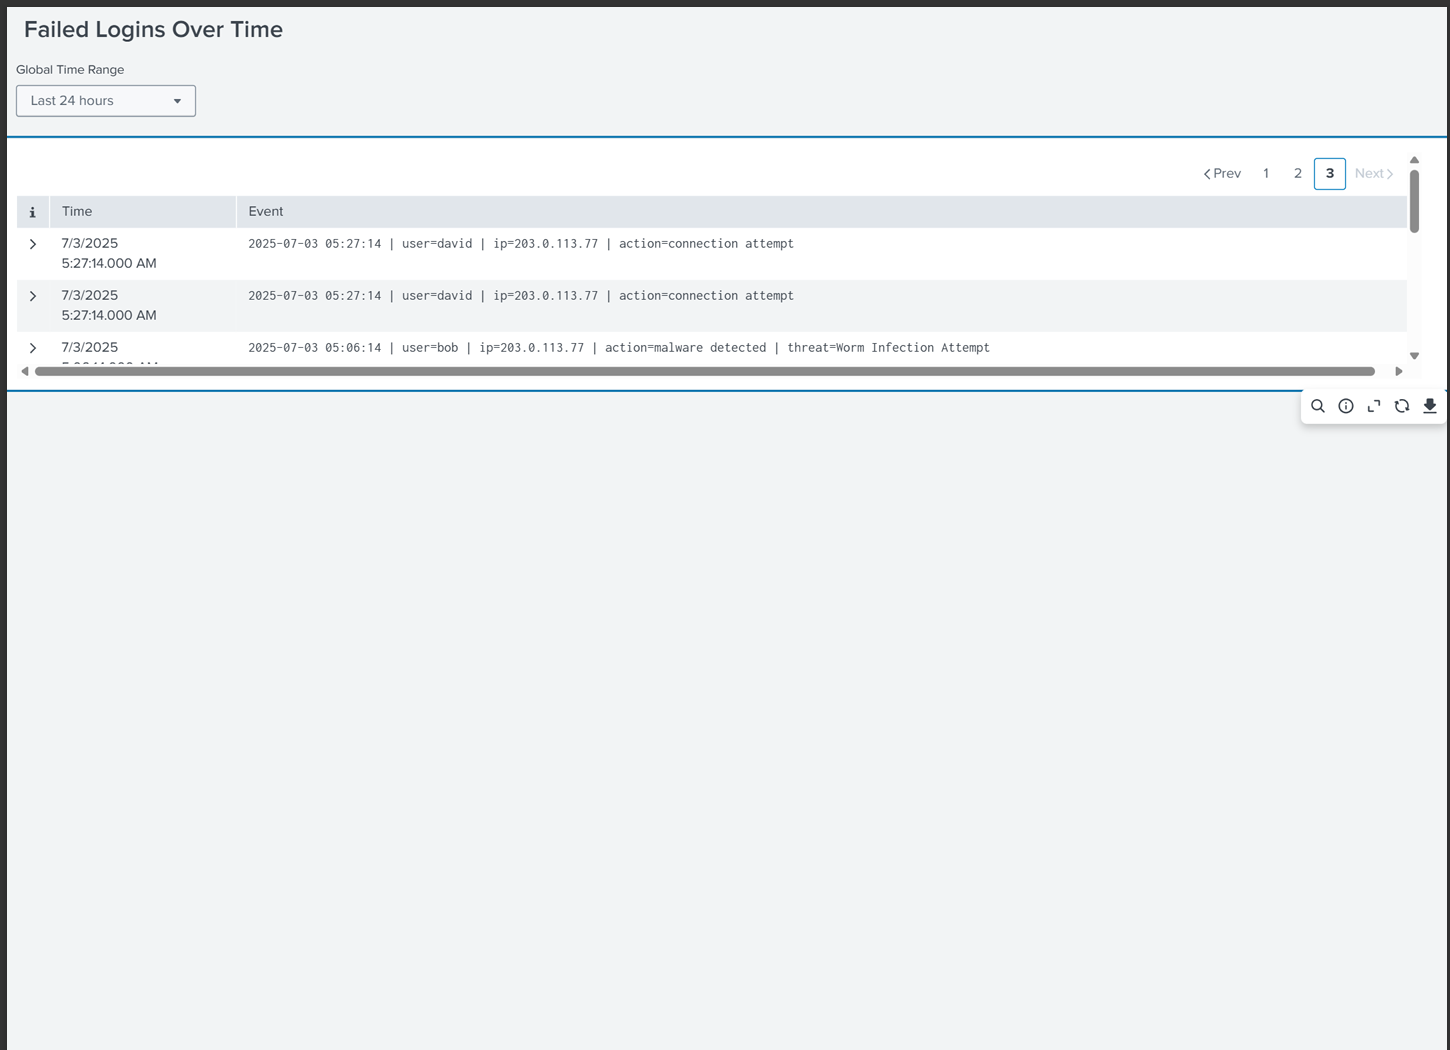 Failed Logins Over Time
Global Time Range
Last 24 hours
Prev 1 2 3 Next
i Time Event
7/3/2025 2025-07-03 05:27:14 | user=david | ip=203.0.113.77 | action=connection attempt
5:27:14.000 AM
7/3/2025 2025-07-03 05:27:14 | user=david | ip=203.0.113.77 | action=connection attempt
5:27:14.000 AM
7/3/2025 2025-07-03 05:06:14 | user=bob | ip=203.0.113.77 | action=malware detected | threat=Worm Infection Attempt